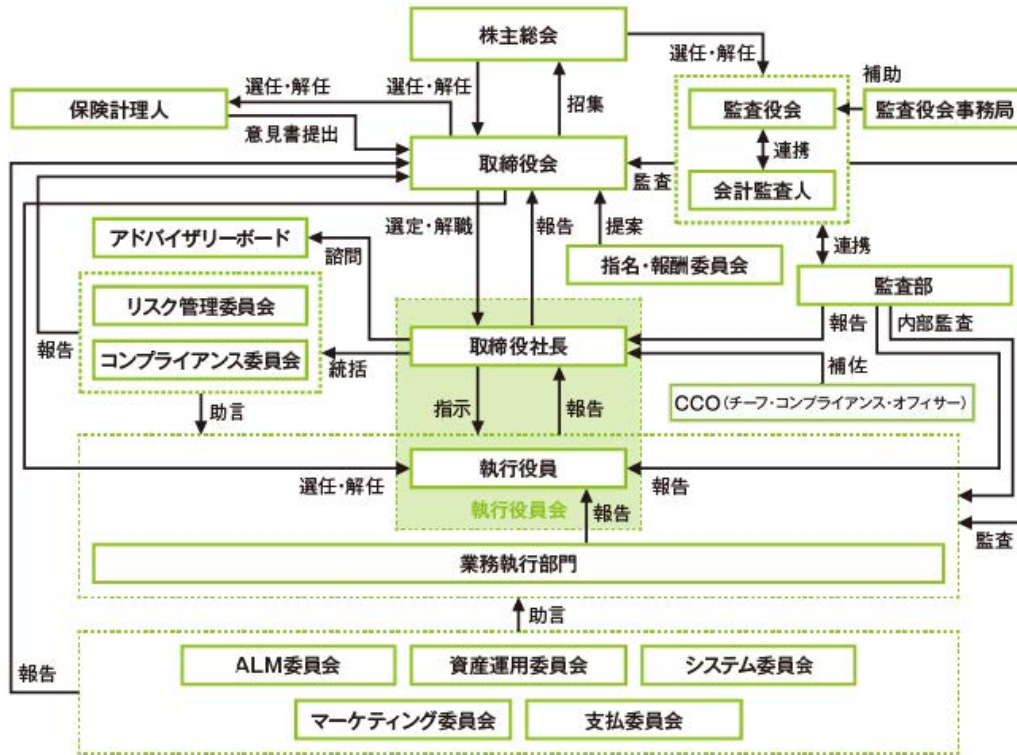 株主総会
選任・解任
補助
選任・解任
選任・解任
招集
保険計理人
監査役会
監査役会事務局
意見書提出
連携
取締役会
監査
会計監査人
選定・解職
報告
提案
アドバイザリーボード
諮問
連携
指名・報酬委員会
監査部
リスク管理委員会
報告
内部監査
報告
取締役社長
コンプライアンス委員会
統括
補佐
CCO(チーフ・コンプライアンス・オフィサー)
助言
指示
報告
執行役員
選任・解任
報告
執行役員会
報告
監査
業務執行部門
助言
報告
ALM委員会
資産運用委員会
システム委員会
マーケティング委員会
支払委員会